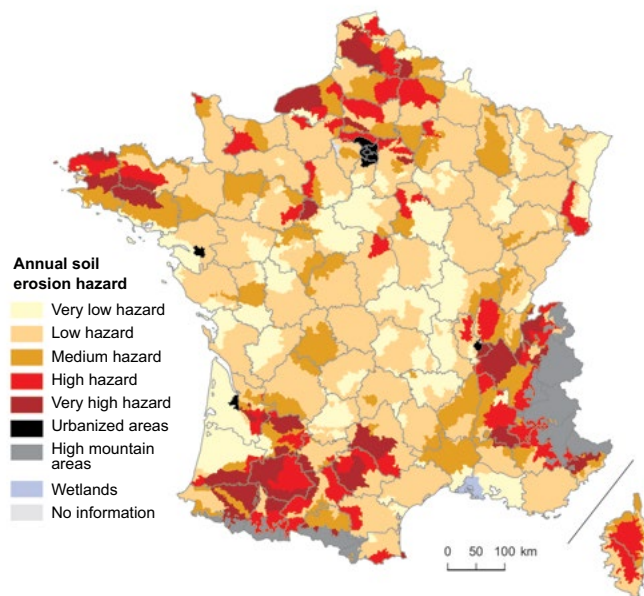 Annual soil
erosion hazard
Very low hazard
Low hazard
Medium hazard
High hazard
Very high hazard
Urbanized areas
High mountain
areas
Wetlands
No information
0 50 100 km